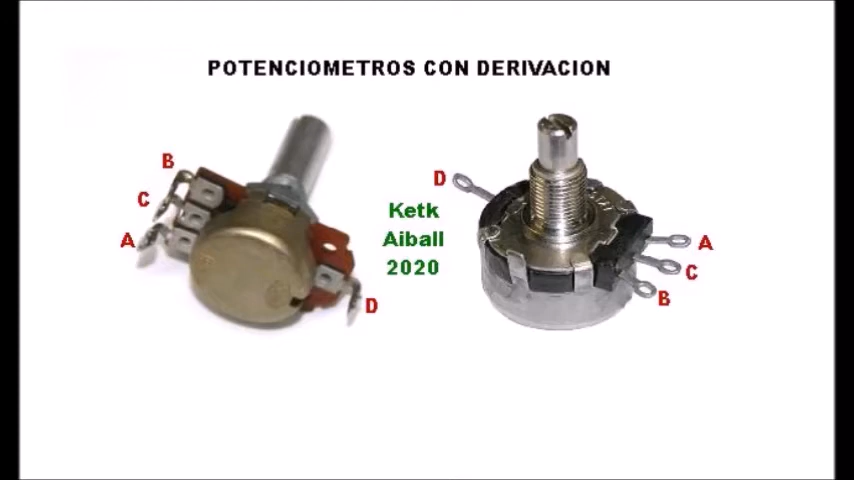 POTENCIOMETROS CON DERIVACION
B
C
A
D
Ketk
Aiball
2020
D
A
C
B